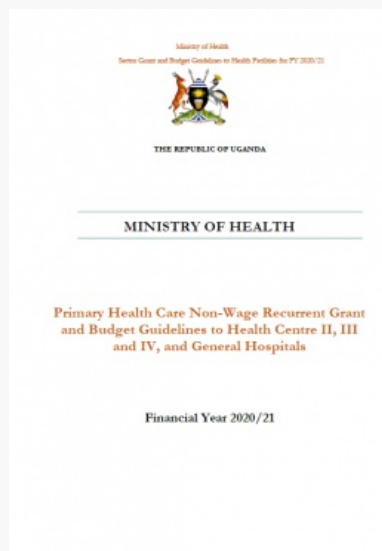 Ministry of Health
Sector Grant and Budget Guidelines to Health Facilities for FY 2020/21
THE REPUBLIC OF UGANDA
MINISTRY OF HEALTH
Primary Health Care Non-Wage Recurrent Grant
and Budget Guidelines to Health Centre II, III
and IV, and General Hospitals
Financial Year 2020/21